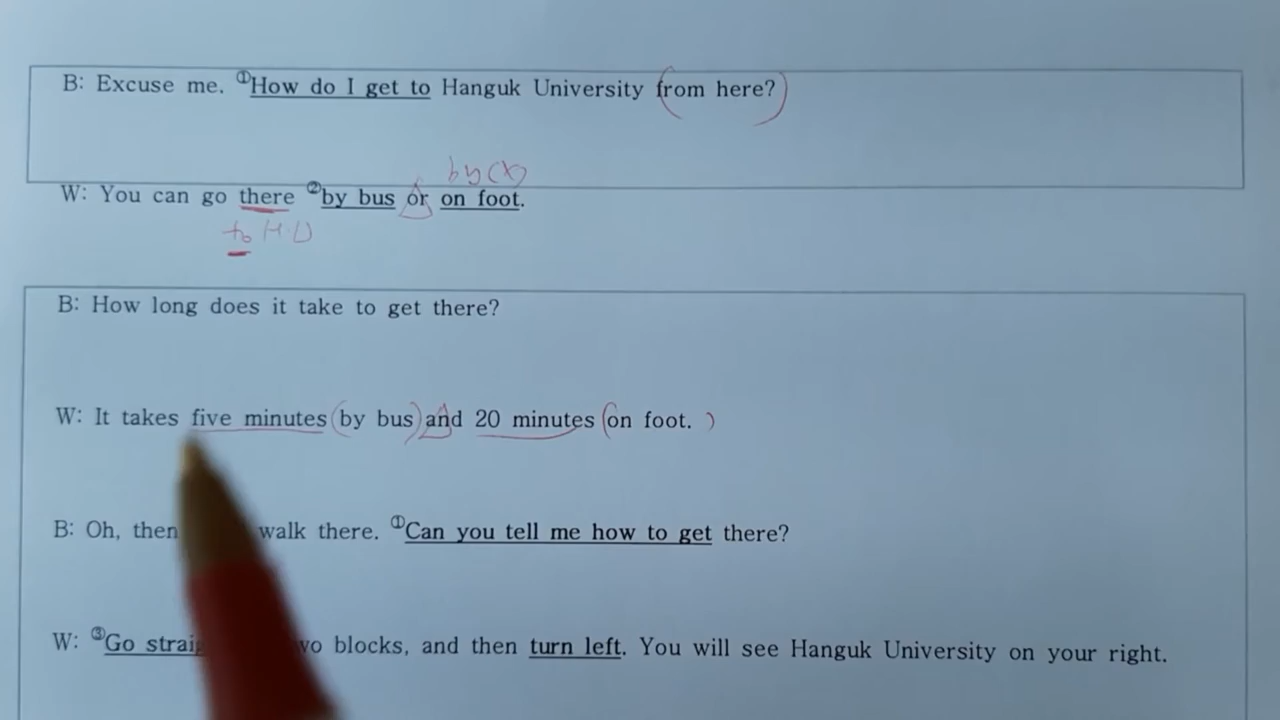 B: Excuse me. ①How do I get to Hanguk University (from here?)
by(x)
W: You can go there ②by bus or on foot.
to H.U
B: How long does it take to get there?
W: It takes five minutes (by bus) and 20 minutes (on foot. )
B: Oh, then walk there. ①Can you tell me how to get there?
W: ③Go blocks, and then turn left. You will see Hanguk University on your right.